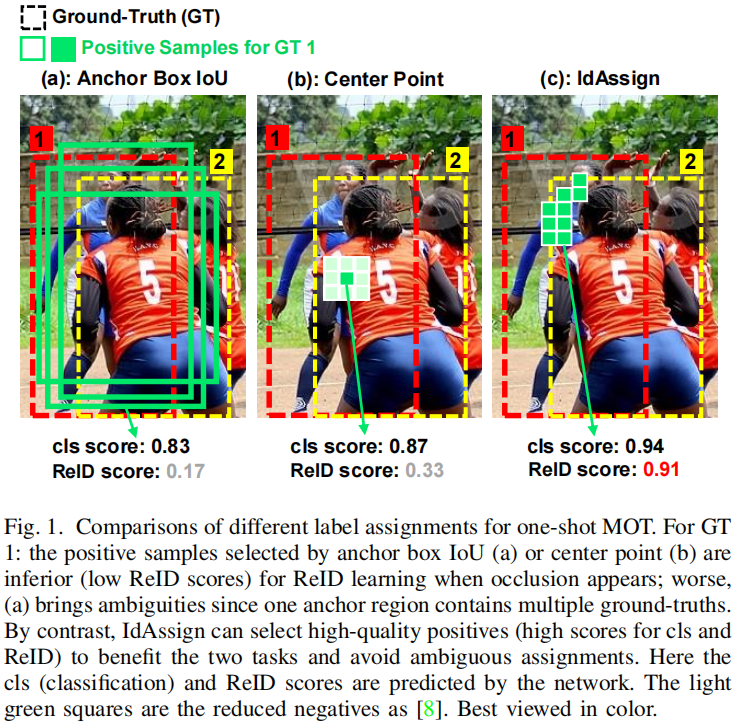 Ground-Truth (GT)
Positive Samples for GT 1
(a): Anchor Box IoU (b): Center Point (c): IdAssign
1 2 1 2 1 2
5 5 5
cls score: 0.83 cls score: 0.87 cls score: 0.94
ReID score: 0.17 ReID score: 0.33 ReID score: 0.91
Fig. 1. Comparisons of different label assignments for one-shot MOT. For GT
1: the positive samples selected by anchor box IoU (a) or center point (b) are
inferior (low ReID scores) for ReID learning when occlusion appears; worse,
(a) brings ambiguities since one anchor region contains multiple ground-truths.
By contrast, IdAssign can select high-quality positives (high scores for cls and
ReID) to benefit the two tasks and avoid ambiguous assignments. Here the
cls (classification) and ReID scores are predicted by the network. The light
green squares are the reduced negatives as [8]. Best viewed in color.